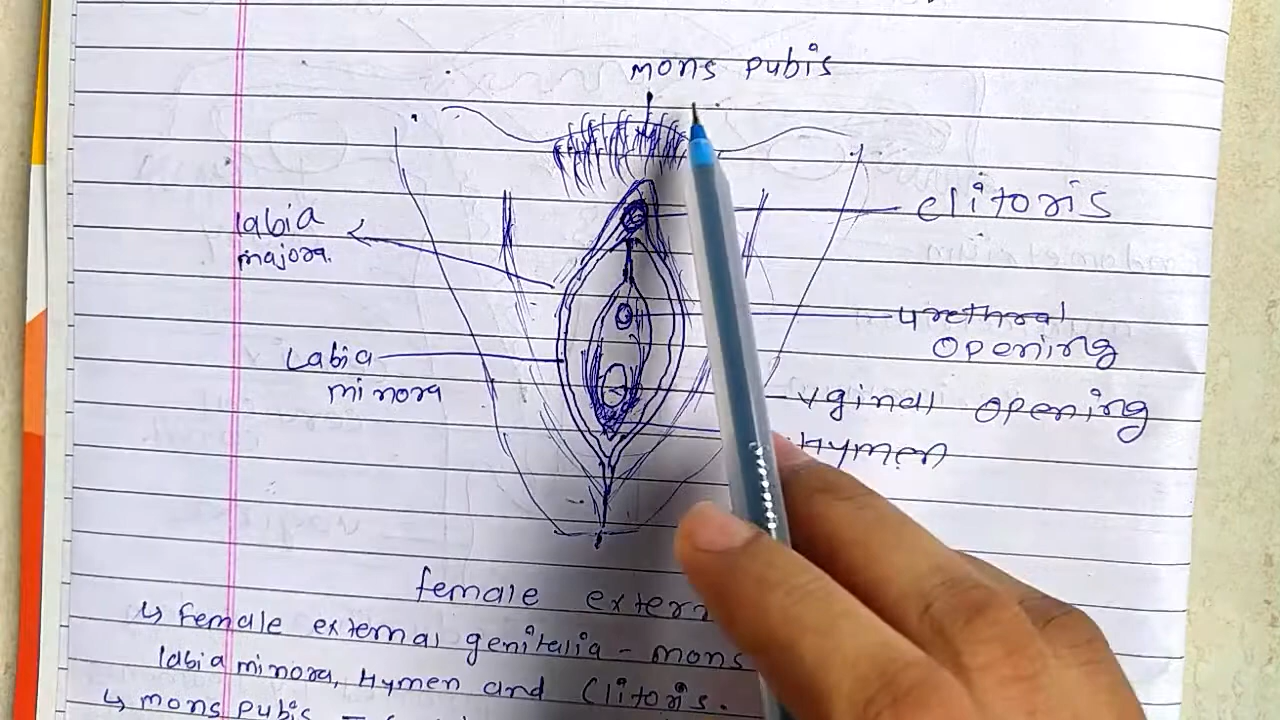 mons pubis
clitoris
labia
majora.
urethral
opening
Labia
minora
vginal opening
Hymen
female extern
↳ Female external genitalia - mons
labia minora, Hymen and Clitoris.
↳ mons pubis -